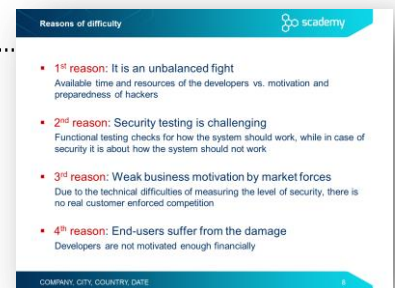 Reasons of difficulty
scademy
▪ 1st reason: It is an unbalanced fight
Available time and resources of the developers vs. motivation and
preparedness of hackers
▪ 2nd reason: Security testing is challenging
Functional testing checks for how the system should work, while in case of
security it is about how the system should not work
▪ 3rd reason: Weak business motivation by market forces
Due to the technical difficulties of measuring the level of security, there is
no real customer enforced competition
▪ 4th reason: End-users suffer from the damage
Developers are not motivated enough financially
COMPANY, CITY, COUNTRY, DATE
8